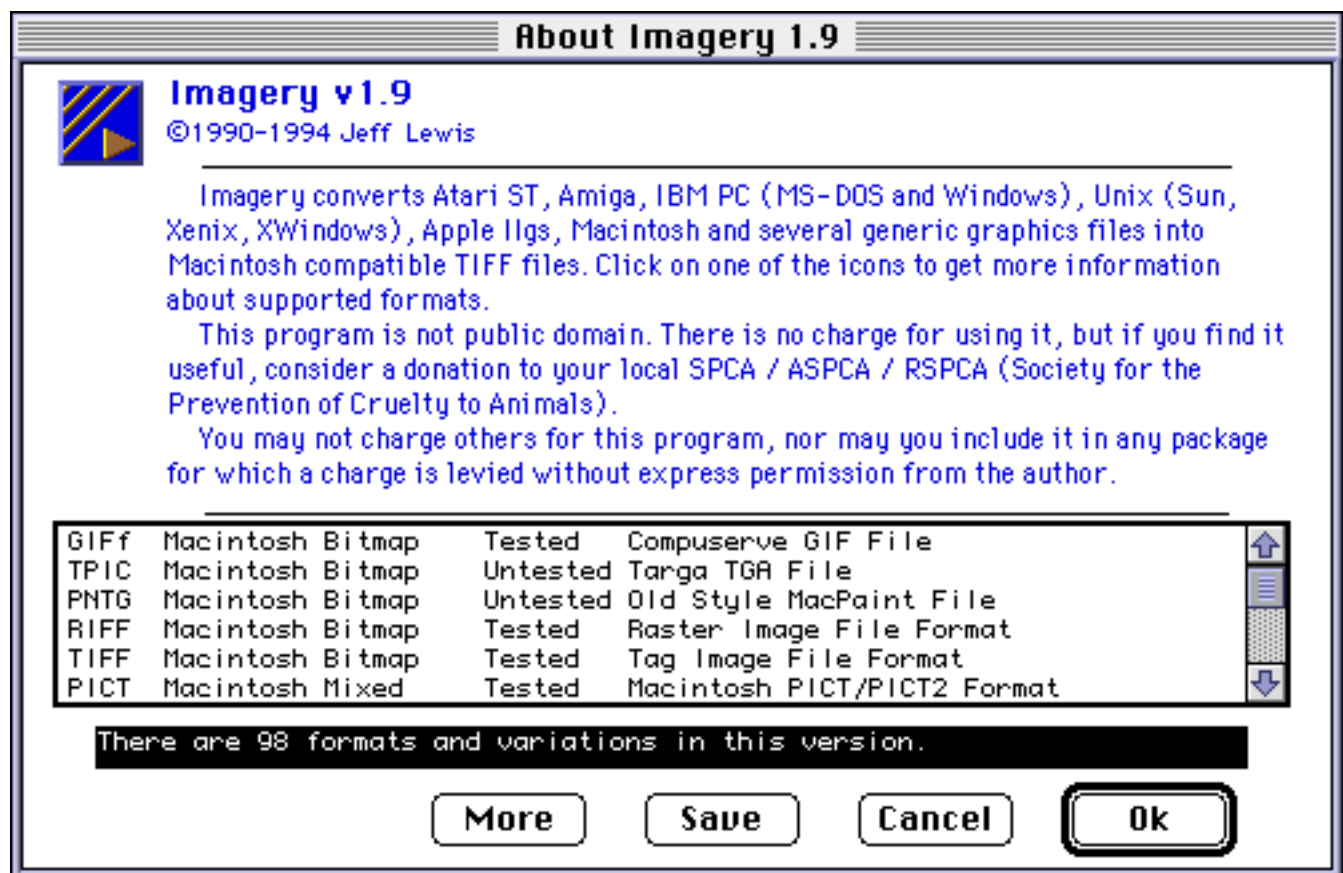 About Imagery 1.9
Imagery v1.9
©1990-1994 Jeff Lewis
Imagery converts Atari ST, Amiga, IBM PC (MS-DOS and Windows), Unix (Sun,
Xenix, XWindows), Apple IIgs, Macintosh and several generic graphics files into
Macintosh compatible TIFF files. Click on one of the icons to get more information
about supported formats.
This program is not public domain. There is no charge for using it, but if you find it
useful, consider a donation to your local SPCA / ASPCA / RSPCA (Society for the
Prevention of Cruelty to Animals).
You may not charge others for this program, nor may you include it in any package
for which a charge is levied without express permission from the author.
GIFf Macintosh Bitmap Tested Compuserve GIF File
TPIC Macintosh Bitmap Untested Targa TGA File
PNTG Macintosh Bitmap Untested Old Style MacPaint File
RIFF Macintosh Bitmap Tested Raster Image File Format
TIFF Macintosh Bitmap Tested Tag Image File Format
PICT Macintosh Mixed Tested Macintosh PICT/PICT2 Format
There are 98 formats and variations in this version.
More Save Cancel Ok